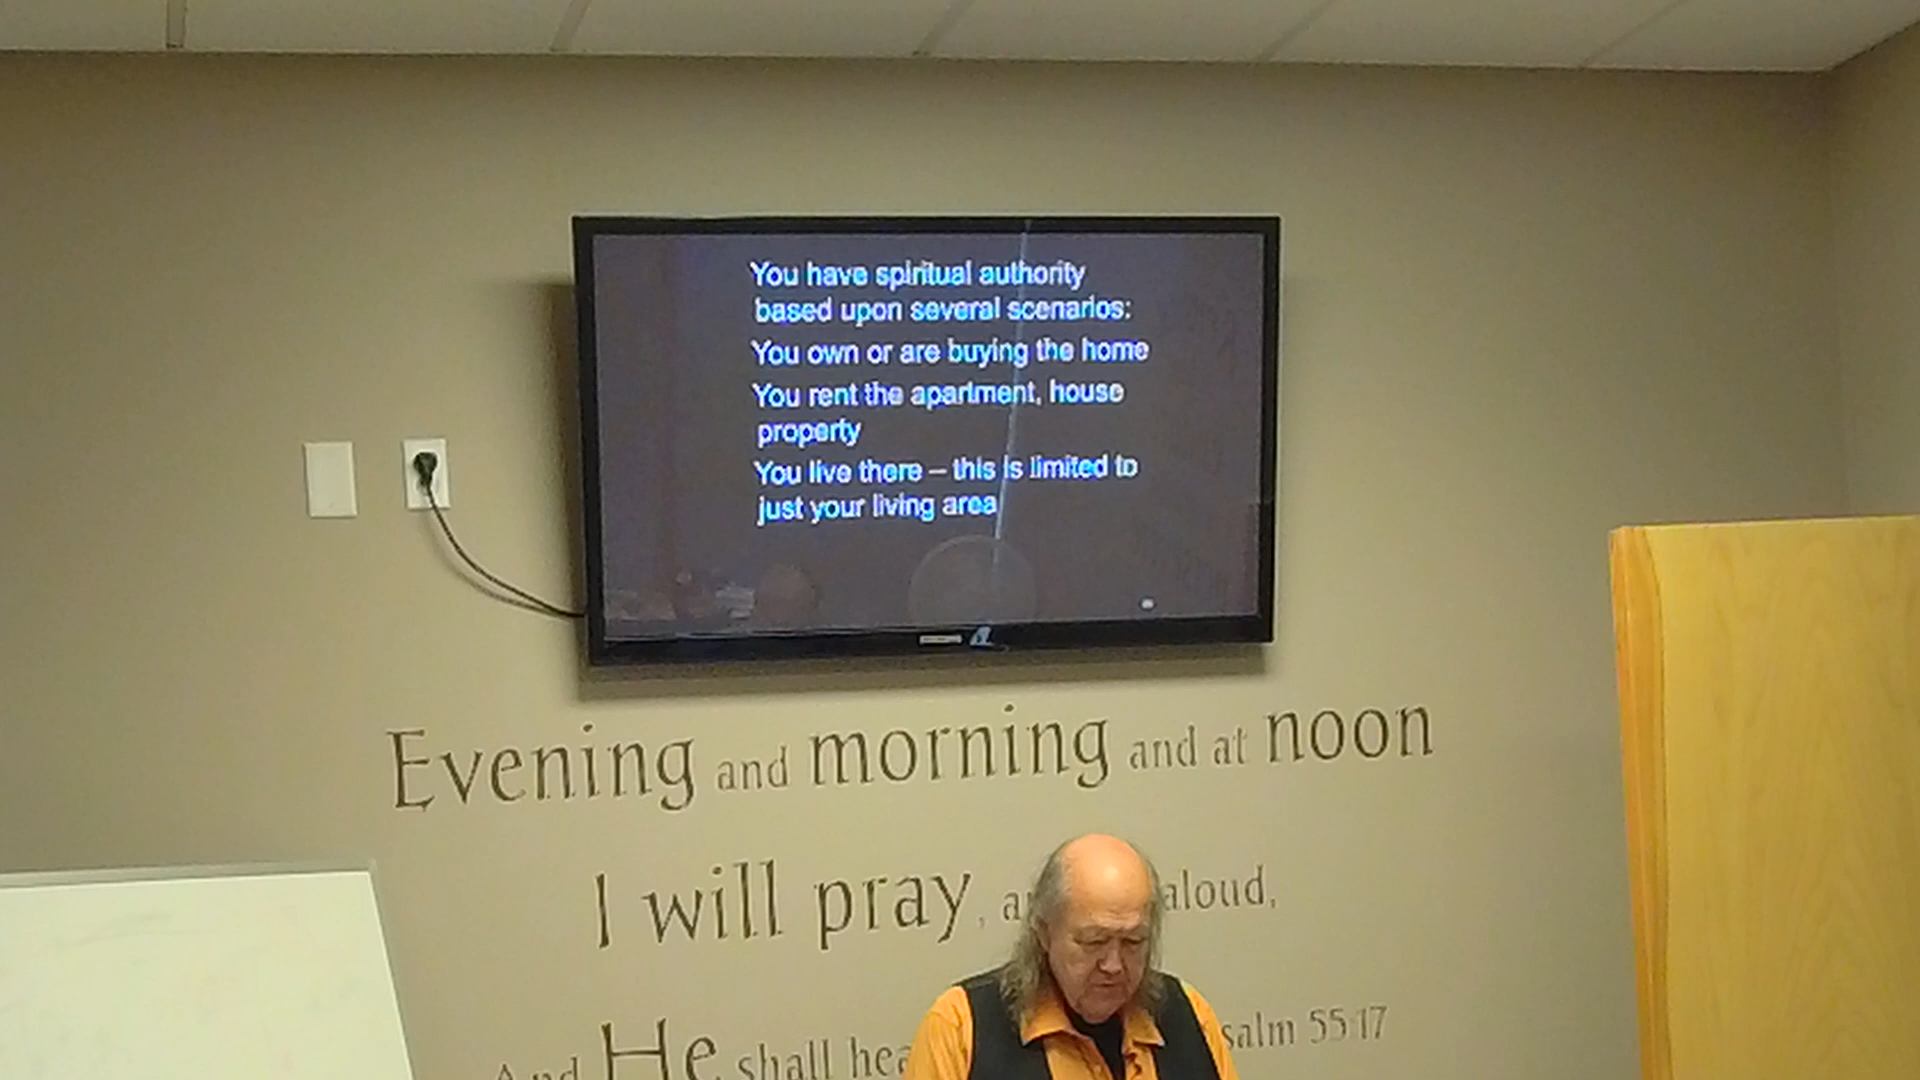 You have spiritual authority
based upon several scenarios:
You own or are buying the home
You rent the apartment, house
property
You live there – this is limited to
just your living area
Evening and morning and at noon
I will pray, aloud,
And He shall hea
salm 55:17